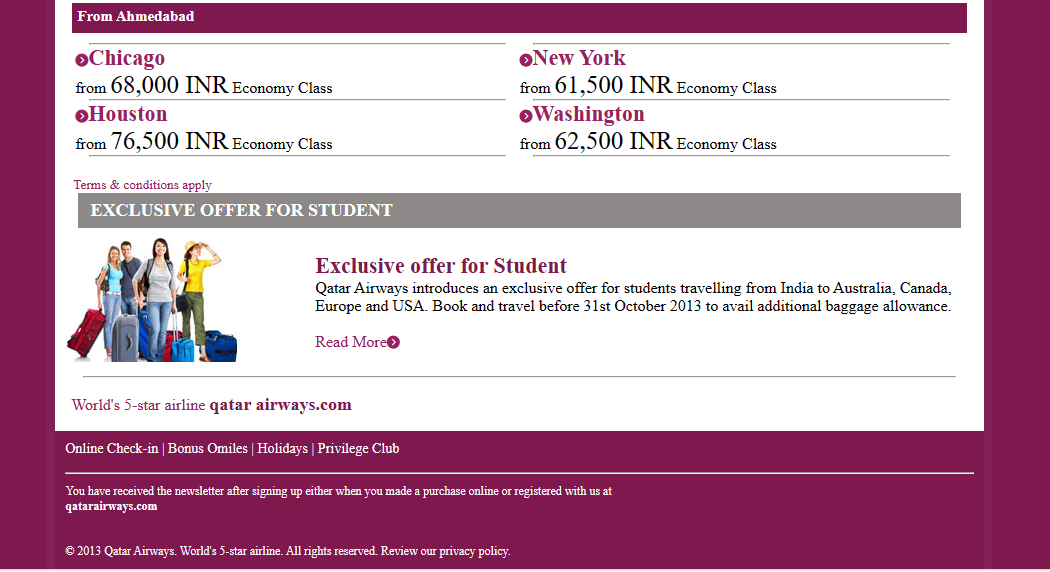 From Ahmedabad
Chicago
from 68,000 INR Economy Class
New York
from 61,500 INR Economy Class
Houston
from 76,500 INR Economy Class
Washington
from 62,500 INR Economy Class
Terms & conditions apply
EXCLUSIVE OFFER FOR STUDENT
Exclusive offer for Student
Qatar Airways introduces an exclusive offer for students travelling from India to Australia, Canada,
Europe and USA. Book and travel before 31st October 2013 to avail additional baggage allowance.
Read More
World's 5-star airline qatar airways.com
Online Check-in | Bonus Omiles | Holidays | Privilege Club
You have received the newsletter after signing up either when you made a purchase online or registered with us at
qatarairways.com
© 2013 Qatar Airways. World's 5-star airline. All rights reserved. Review our privacy policy.